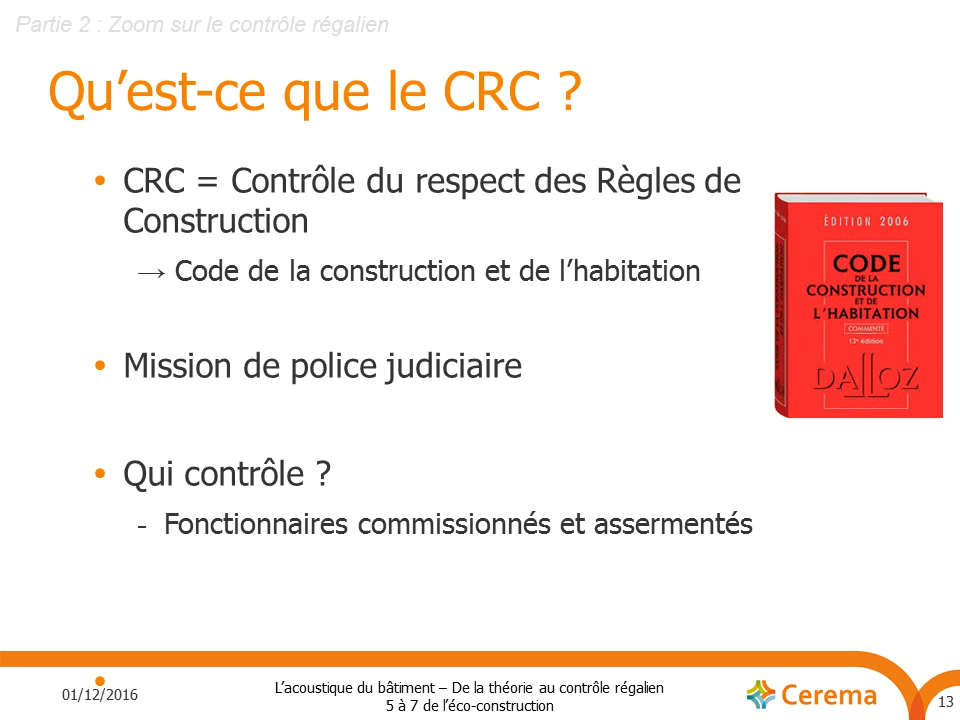 Partie 2 : Zoom sur le contrôle régalien
Qu’est-ce que le CRC ?
• CRC = Contrôle du respect des Règles de
Construction
→ Code de la construction et de l’habitation
• Mission de police judiciaire
• Qui contrôle ?
- Fonctionnaires commissionnés et assermentés
ÉDITION 2006
CODE
DE LA
CONSTRUCTION
ET DE
L’HABITATION
COMMENTÉ
13e édition
DALLOZ
01/12/2016
L’acoustique du bâtiment – De la théorie au contrôle régalien
5 à 7 de l’éco-construction
Cerema
13